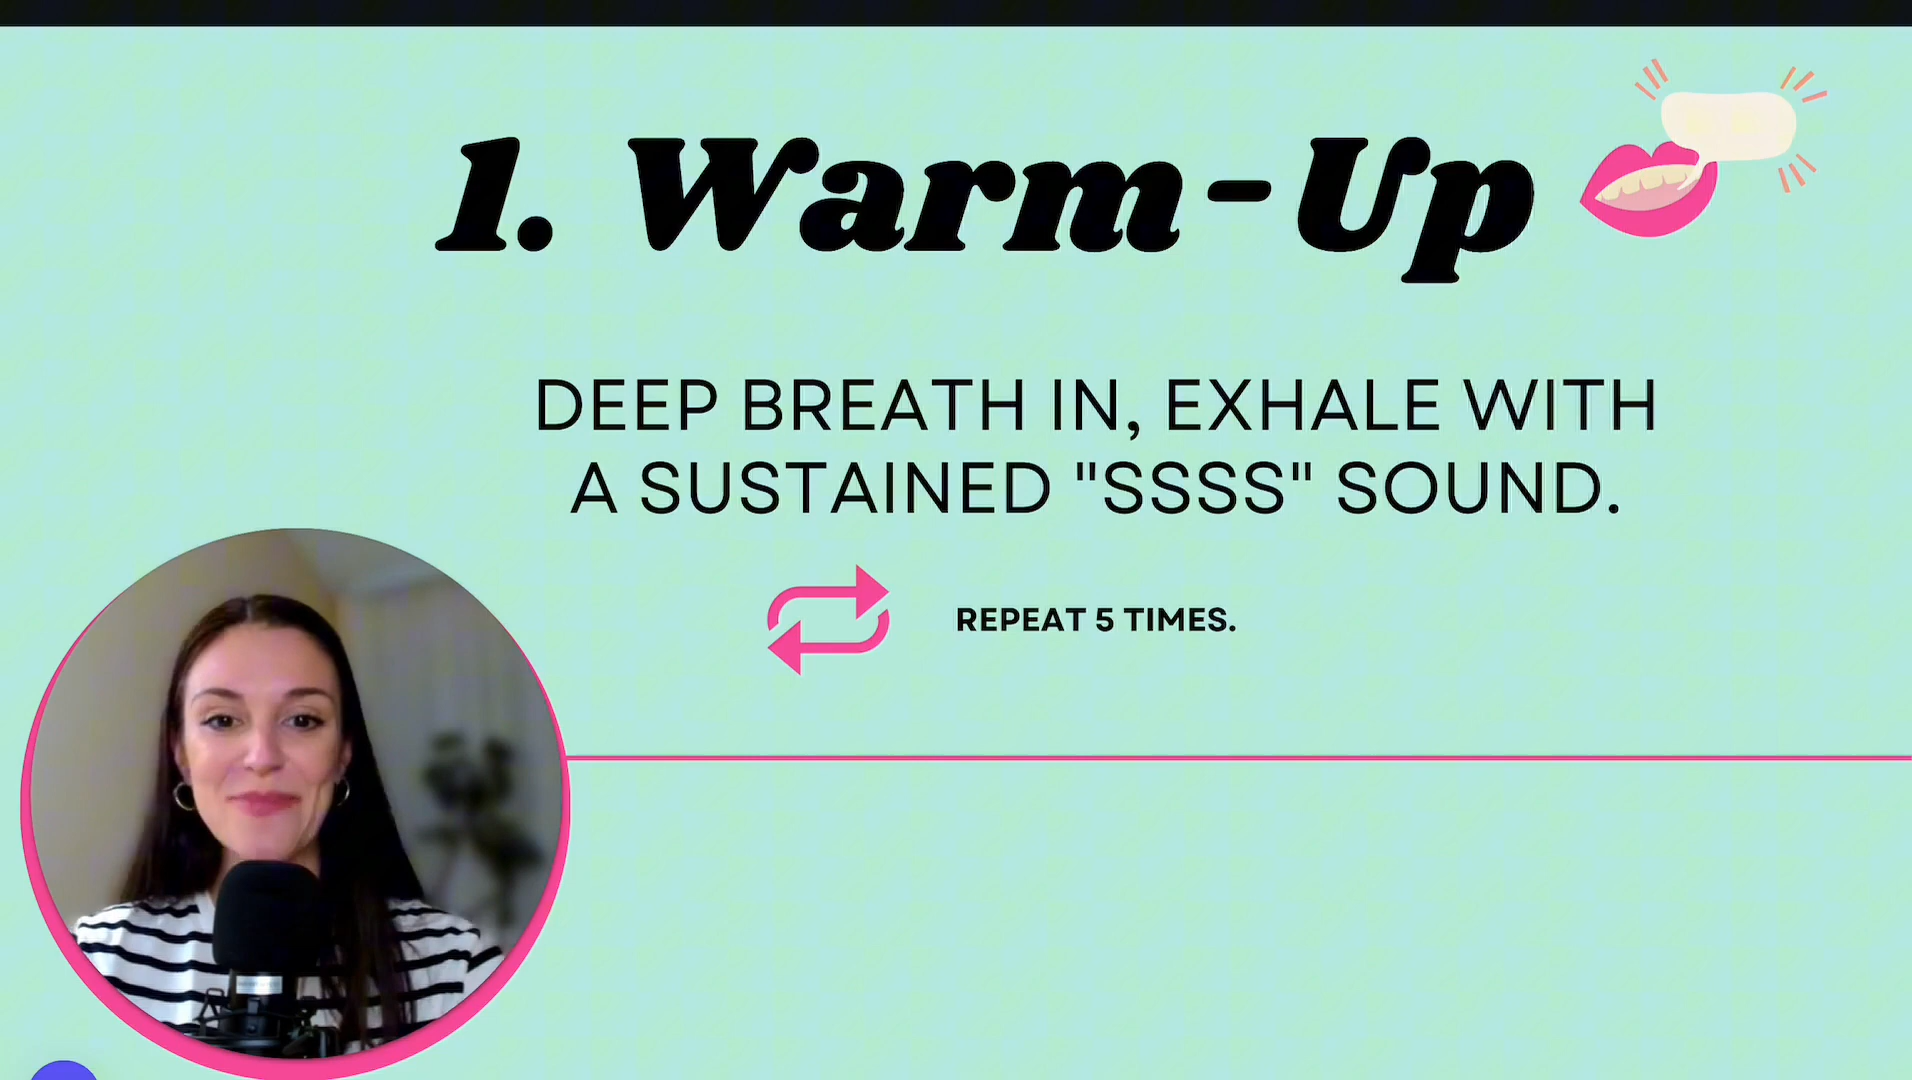 1. Warm-Up
DEEP BREATH IN, EXHALE WITH
A SUSTAINED "SSSS" SOUND.
REPEAT 5 TIMES.